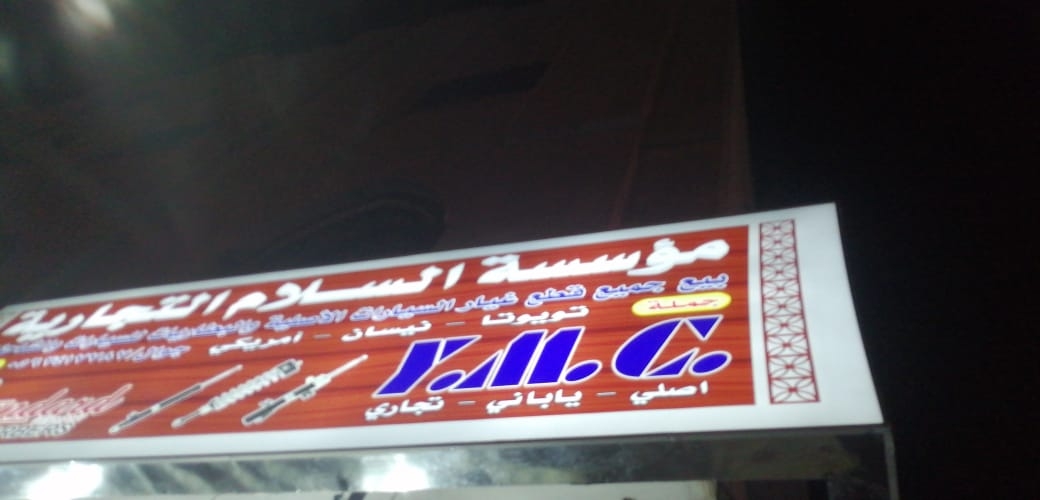 مؤسسة السلام التجارية
بيع جميع قطع غيار السيارات الأصلية والبطاريات
جملة
تويوتا - نيسان - امريكي
Y.M.C.
اصلي - ياباني - تجاري